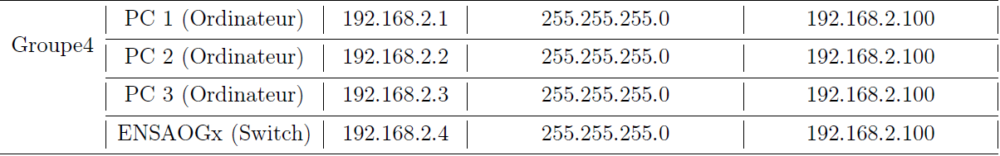 PC 1 (Ordinateur) 192.168.2.1 255.255.255.0 192.168.2.100
Groupe4
PC 2 (Ordinateur) 192.168.2.2 255.255.255.0 192.168.2.100
PC 3 (Ordinateur) 192.168.2.3 255.255.255.0 192.168.2.100
ENSAOGx (Switch) 192.168.2.4 255.255.255.0 192.168.2.100